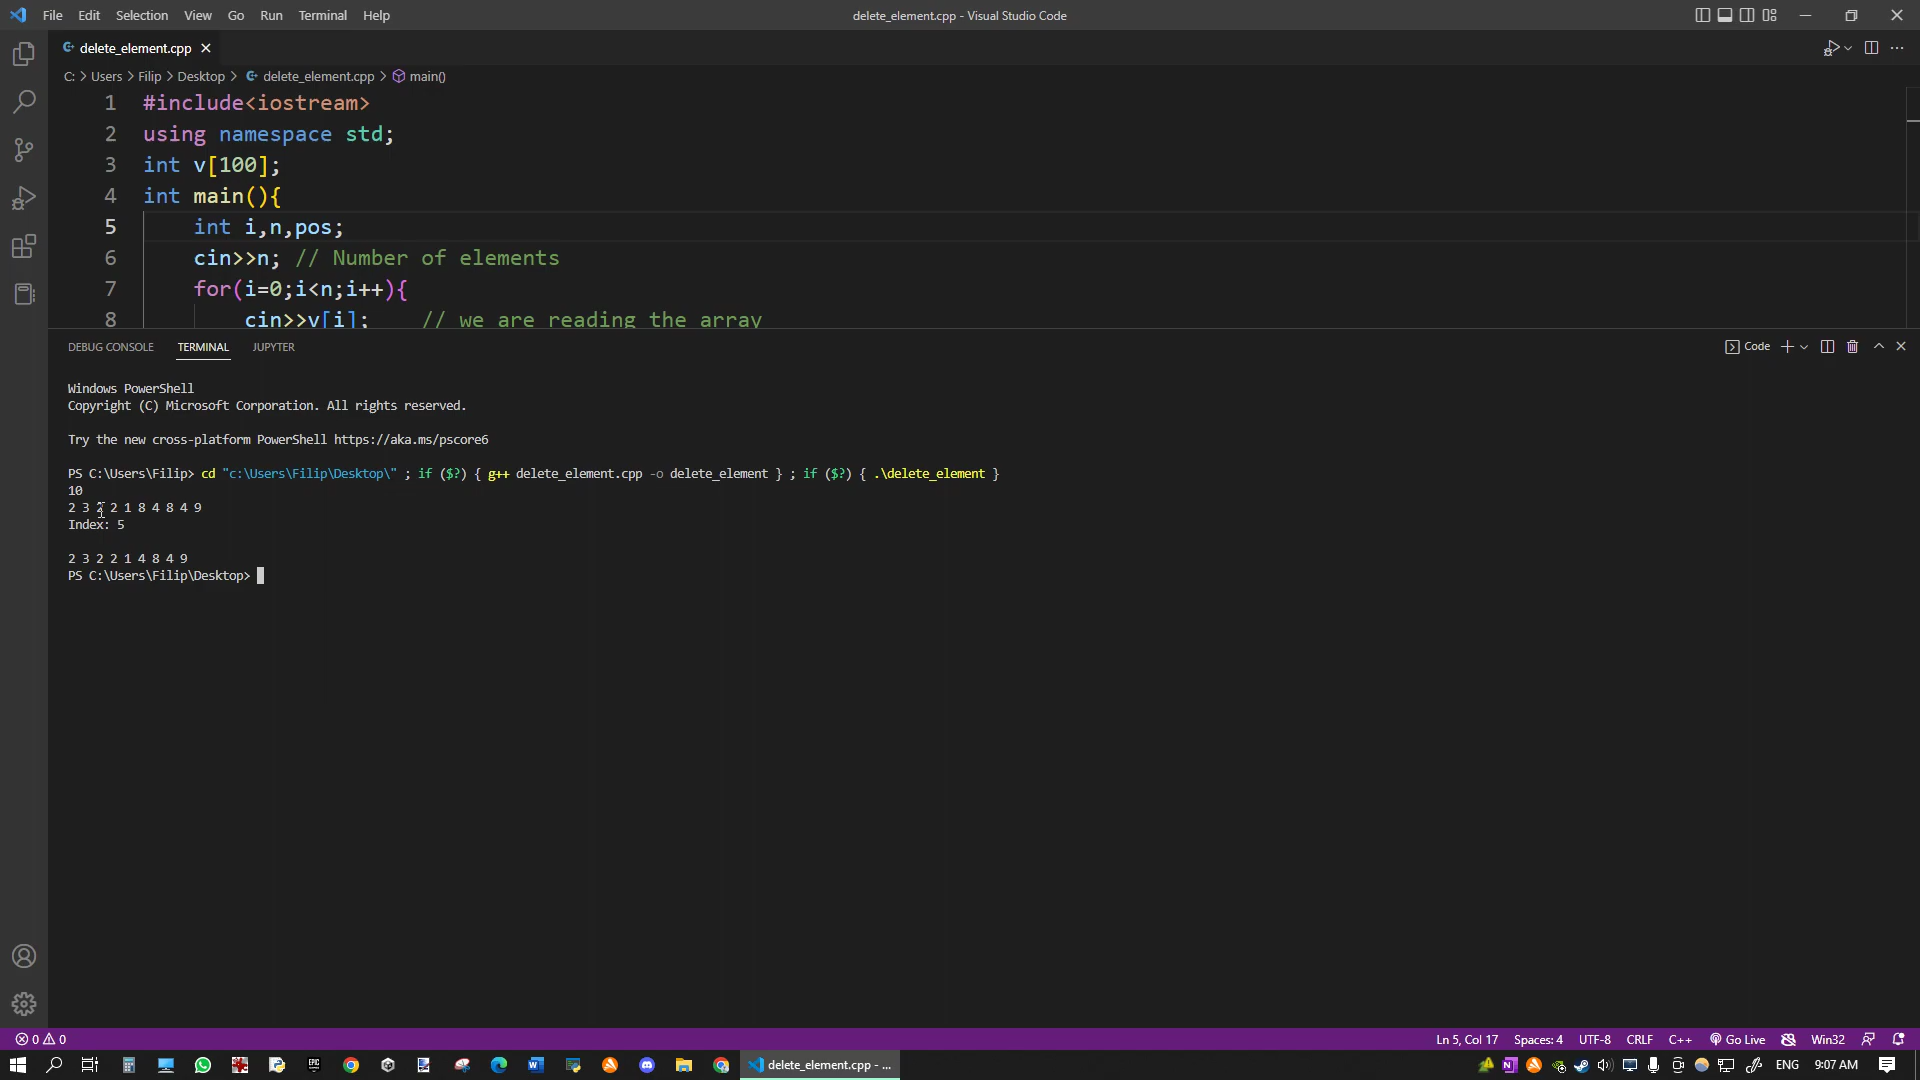 File Edit Selection View Go Run Terminal Help
delete_element.cpp - Visual Studio Code
delete_element.cpp
C: > Users > Filip > Desktop > delete_element.cpp > main()
1 #include<iostream>
2 using namespace std;
3 int v[100];
4 int main(){
5 int i,n,pos;
6 cin>>n; // Number of elements
7 for(i=0;i<n;i++){
8 cin>>v[i]; // we are reading the array
DEBUG CONSOLE TERMINAL JUPYTER
Code
Windows PowerShell
Copyright (C) Microsoft Corporation. All rights reserved.
Try the new cross-platform PowerShell https://aka.ms/pscore6
PS C:\Users\Filip> cd "c:\Users\Filip\Desktop\" ; if ($?) { g++ delete_element.cpp -o delete_element } ; if ($?) { .\delete_element }
10
2 3 2 2 1 8 4 8 4 9
Index: 5
2 3 2 2 1 4 8 4 9
PS C:\Users\Filip\Desktop>
0 0
Ln 5, Col 17 Spaces: 4 UTF-8 CRLF C++ Go Live Win32
delete_element.cpp - ...
ENG 9:07 AM